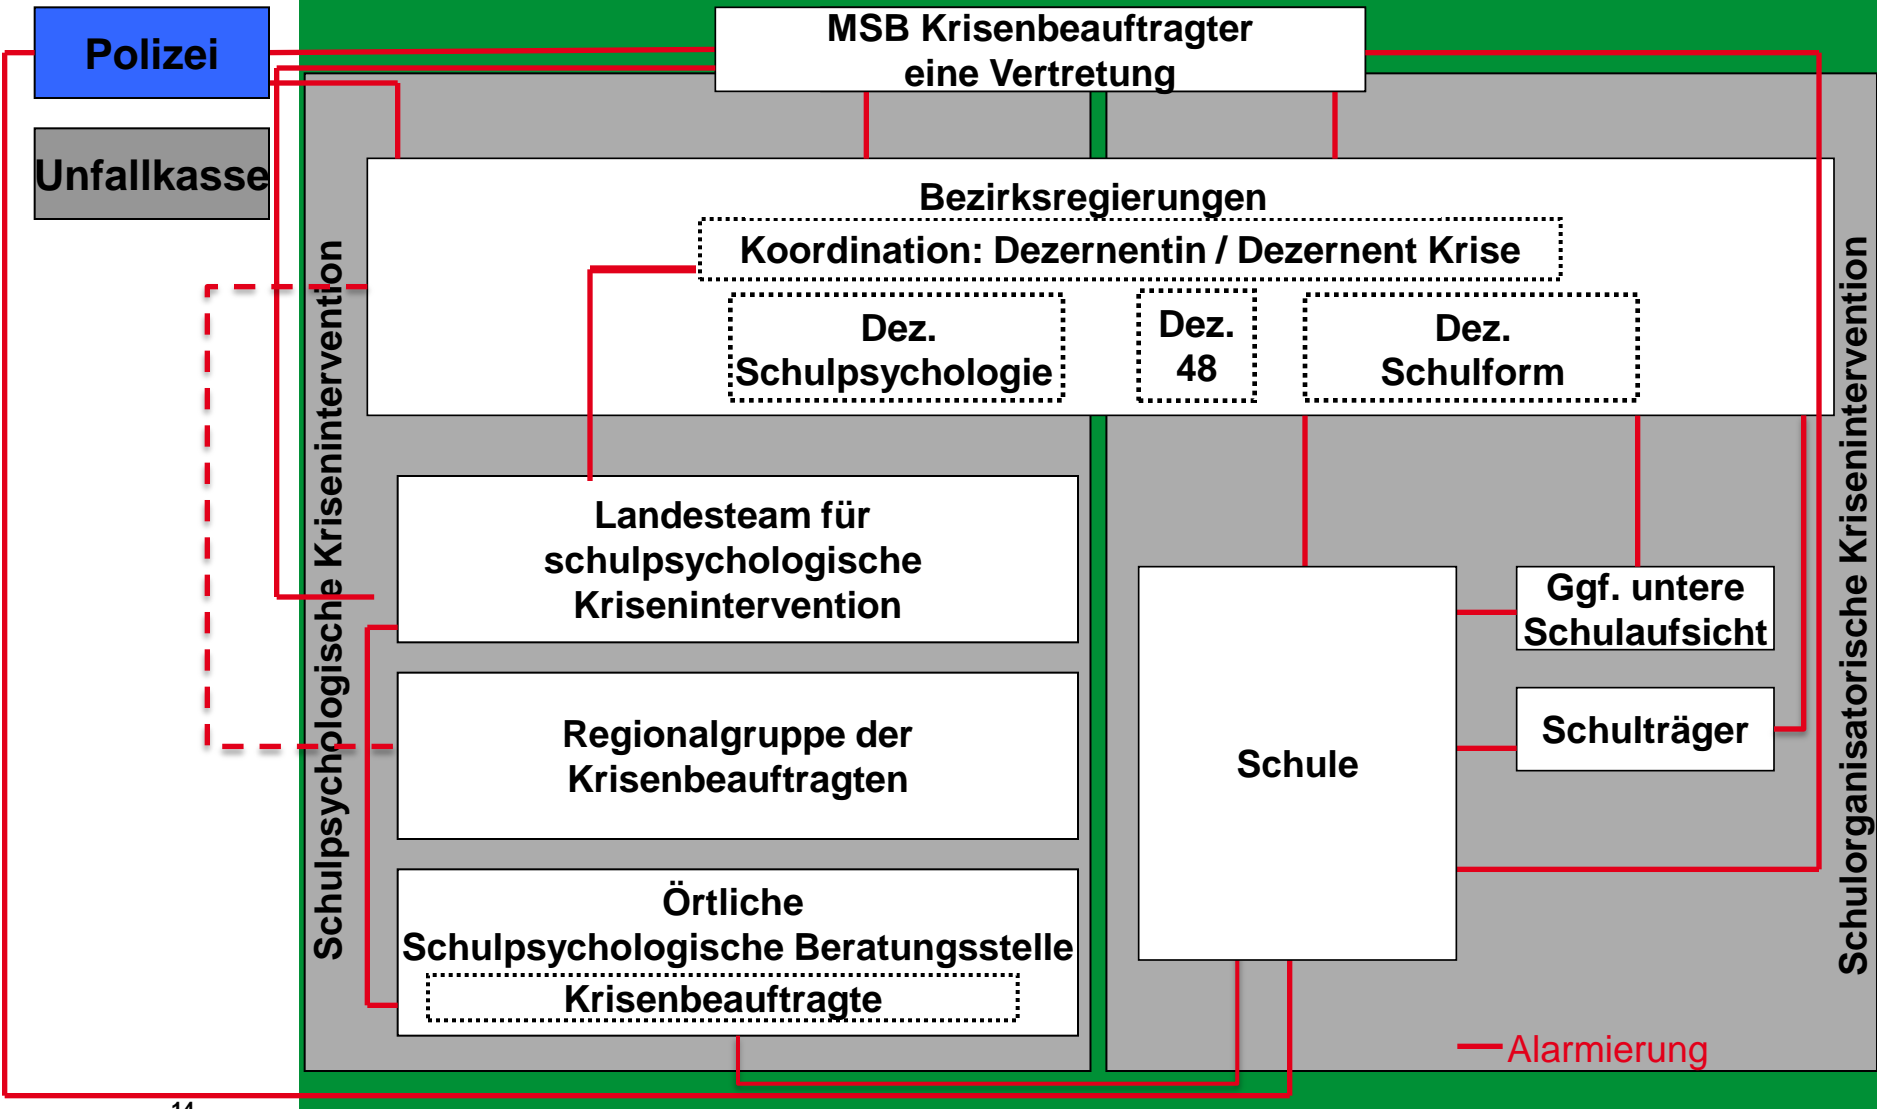 Polizei
MSB Krisenbeauftragter
eine Vertretung
Unfallkasse
Bezirksregierungen
Koordination: Dezernentin / Dezernent Krise
Dez.
Schulpsychologie
Dez.
48
Dez.
Schulform
Schulpsychologische Krisenintervention
Schulorganisatorische Krisenintervention
Landesteam für
schulpsychologische
Krisenintervention
Regionalgruppe der
Krisenbeauftragten
Örtliche
Schulpsychologische Beratungsstelle
Krisenbeauftragte
Schule
Ggf. untere
Schulaufsicht
Schulträger
Alarmierung
14